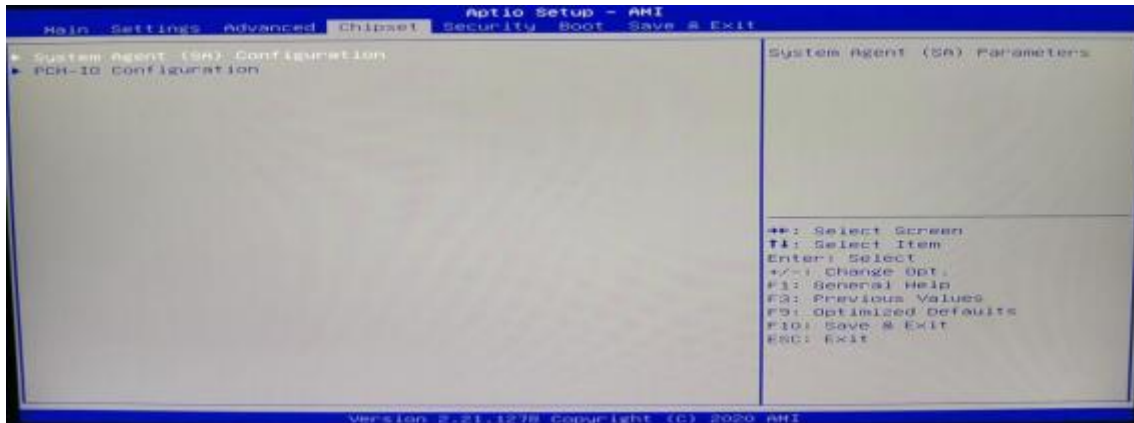 Aptio Setup - AMI
Main Settings Advanced Chipset Security Boot Save & Exit
► System Agent (SA) Configuration
► PCH-IO Configuration
System Agent (SA) Parameters
→←: Select Screen
↑↓: Select Item
Enter: Select
+/-: Change Opt.
F1: General Help
F3: Previous Values
F9: Optimized Defaults
F10: Save & Exit
ESC: Exit
Version 2.21.1278 Copyright (C) 2020 AMI